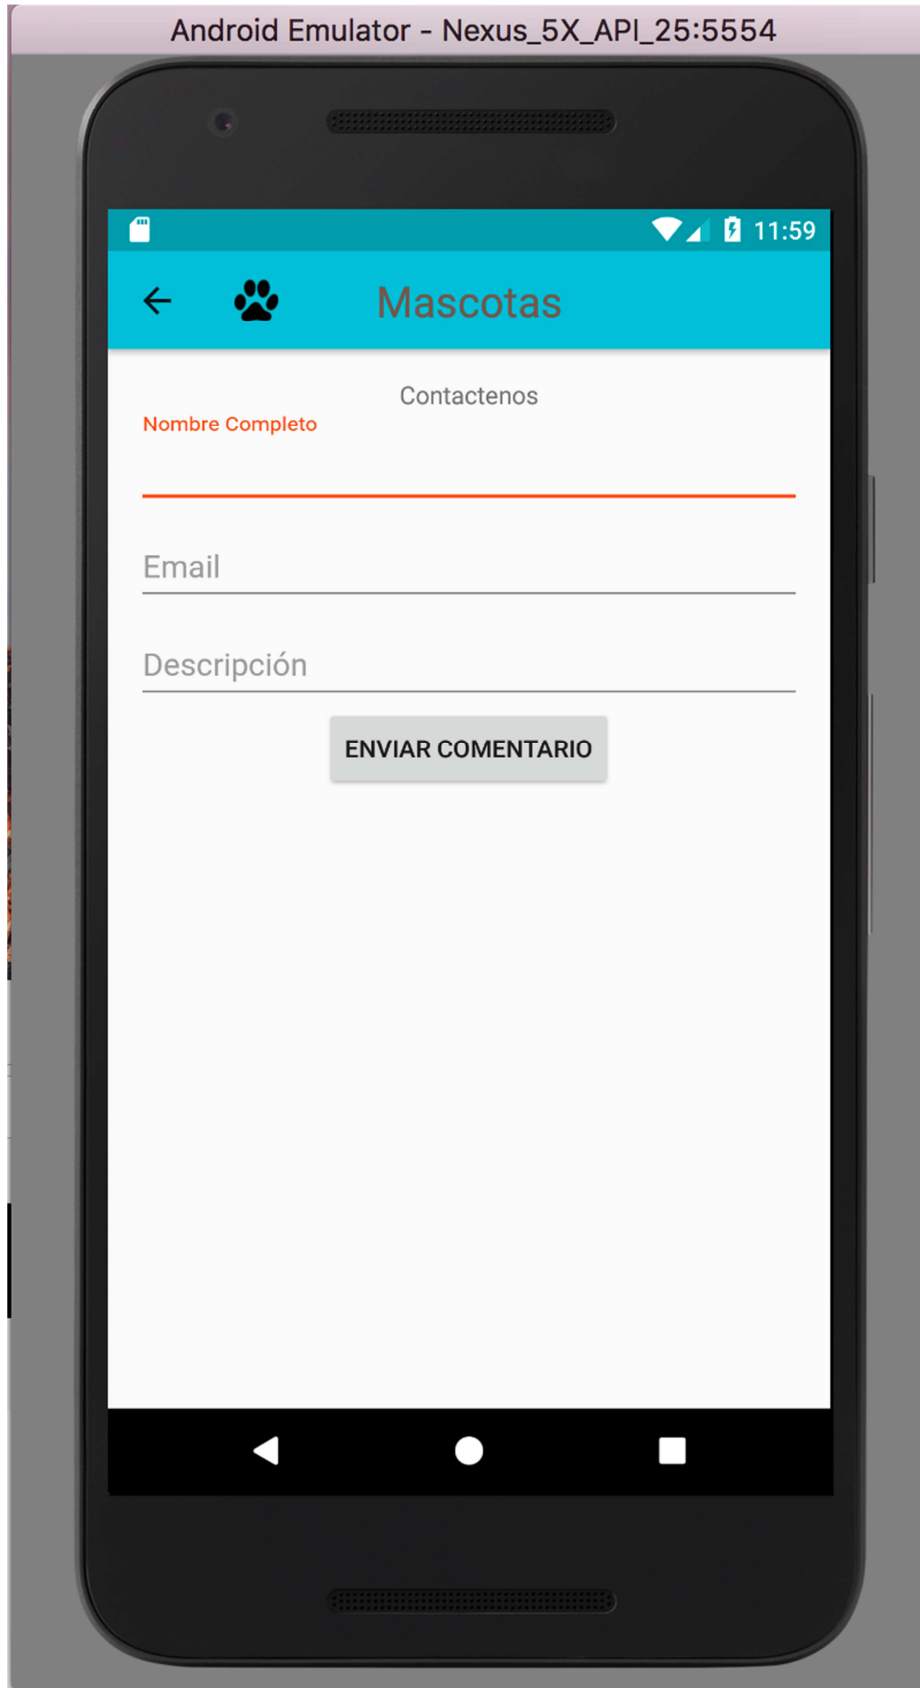 Android Emulator - Nexus_5X_API_25:5554
11:59
Mascotas
Contactenos
Nombre Completo
Email
Descripción
ENVIAR COMENTARIO